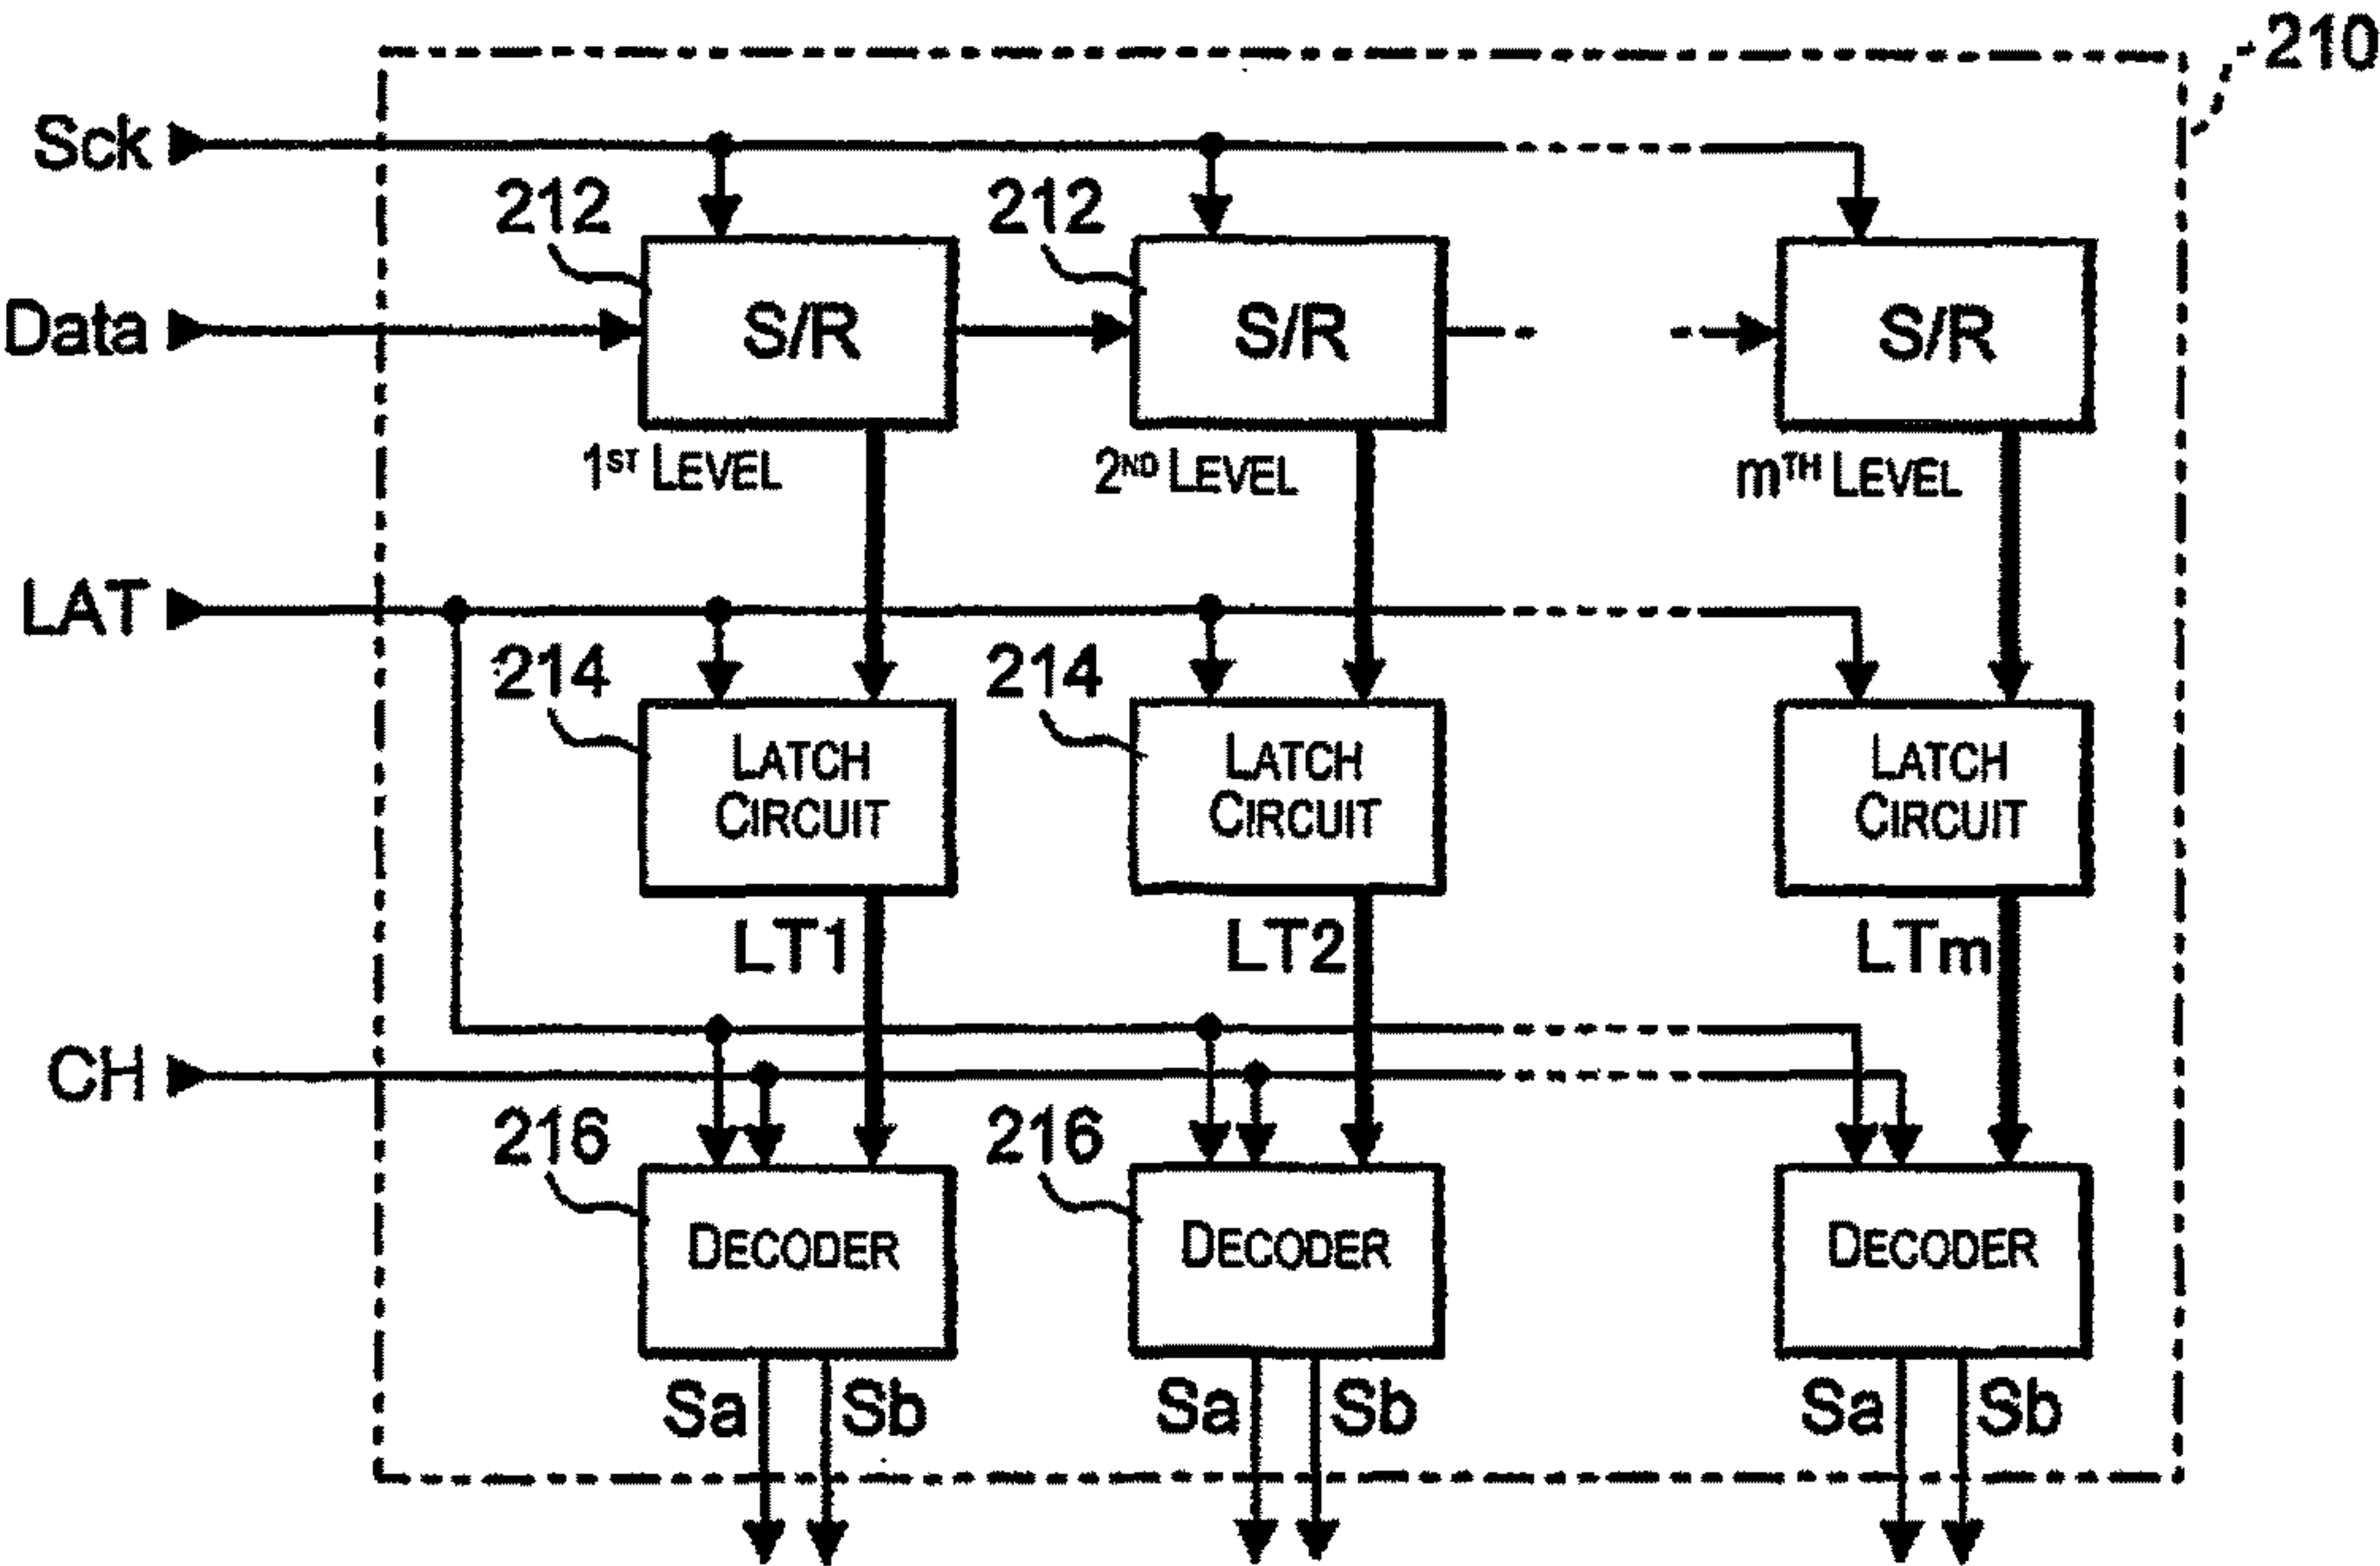 210
Sck
212 212
Data S/R S/R S/R
1ST LEVEL 2ND LEVEL mTH LEVEL
LAT
214 214
LATCH CIRCUIT LATCH CIRCUIT LATCH CIRCUIT
LT1 LT2 LTm
CH
216 216
DECODER DECODER DECODER
Sa Sb Sa Sb Sa Sb